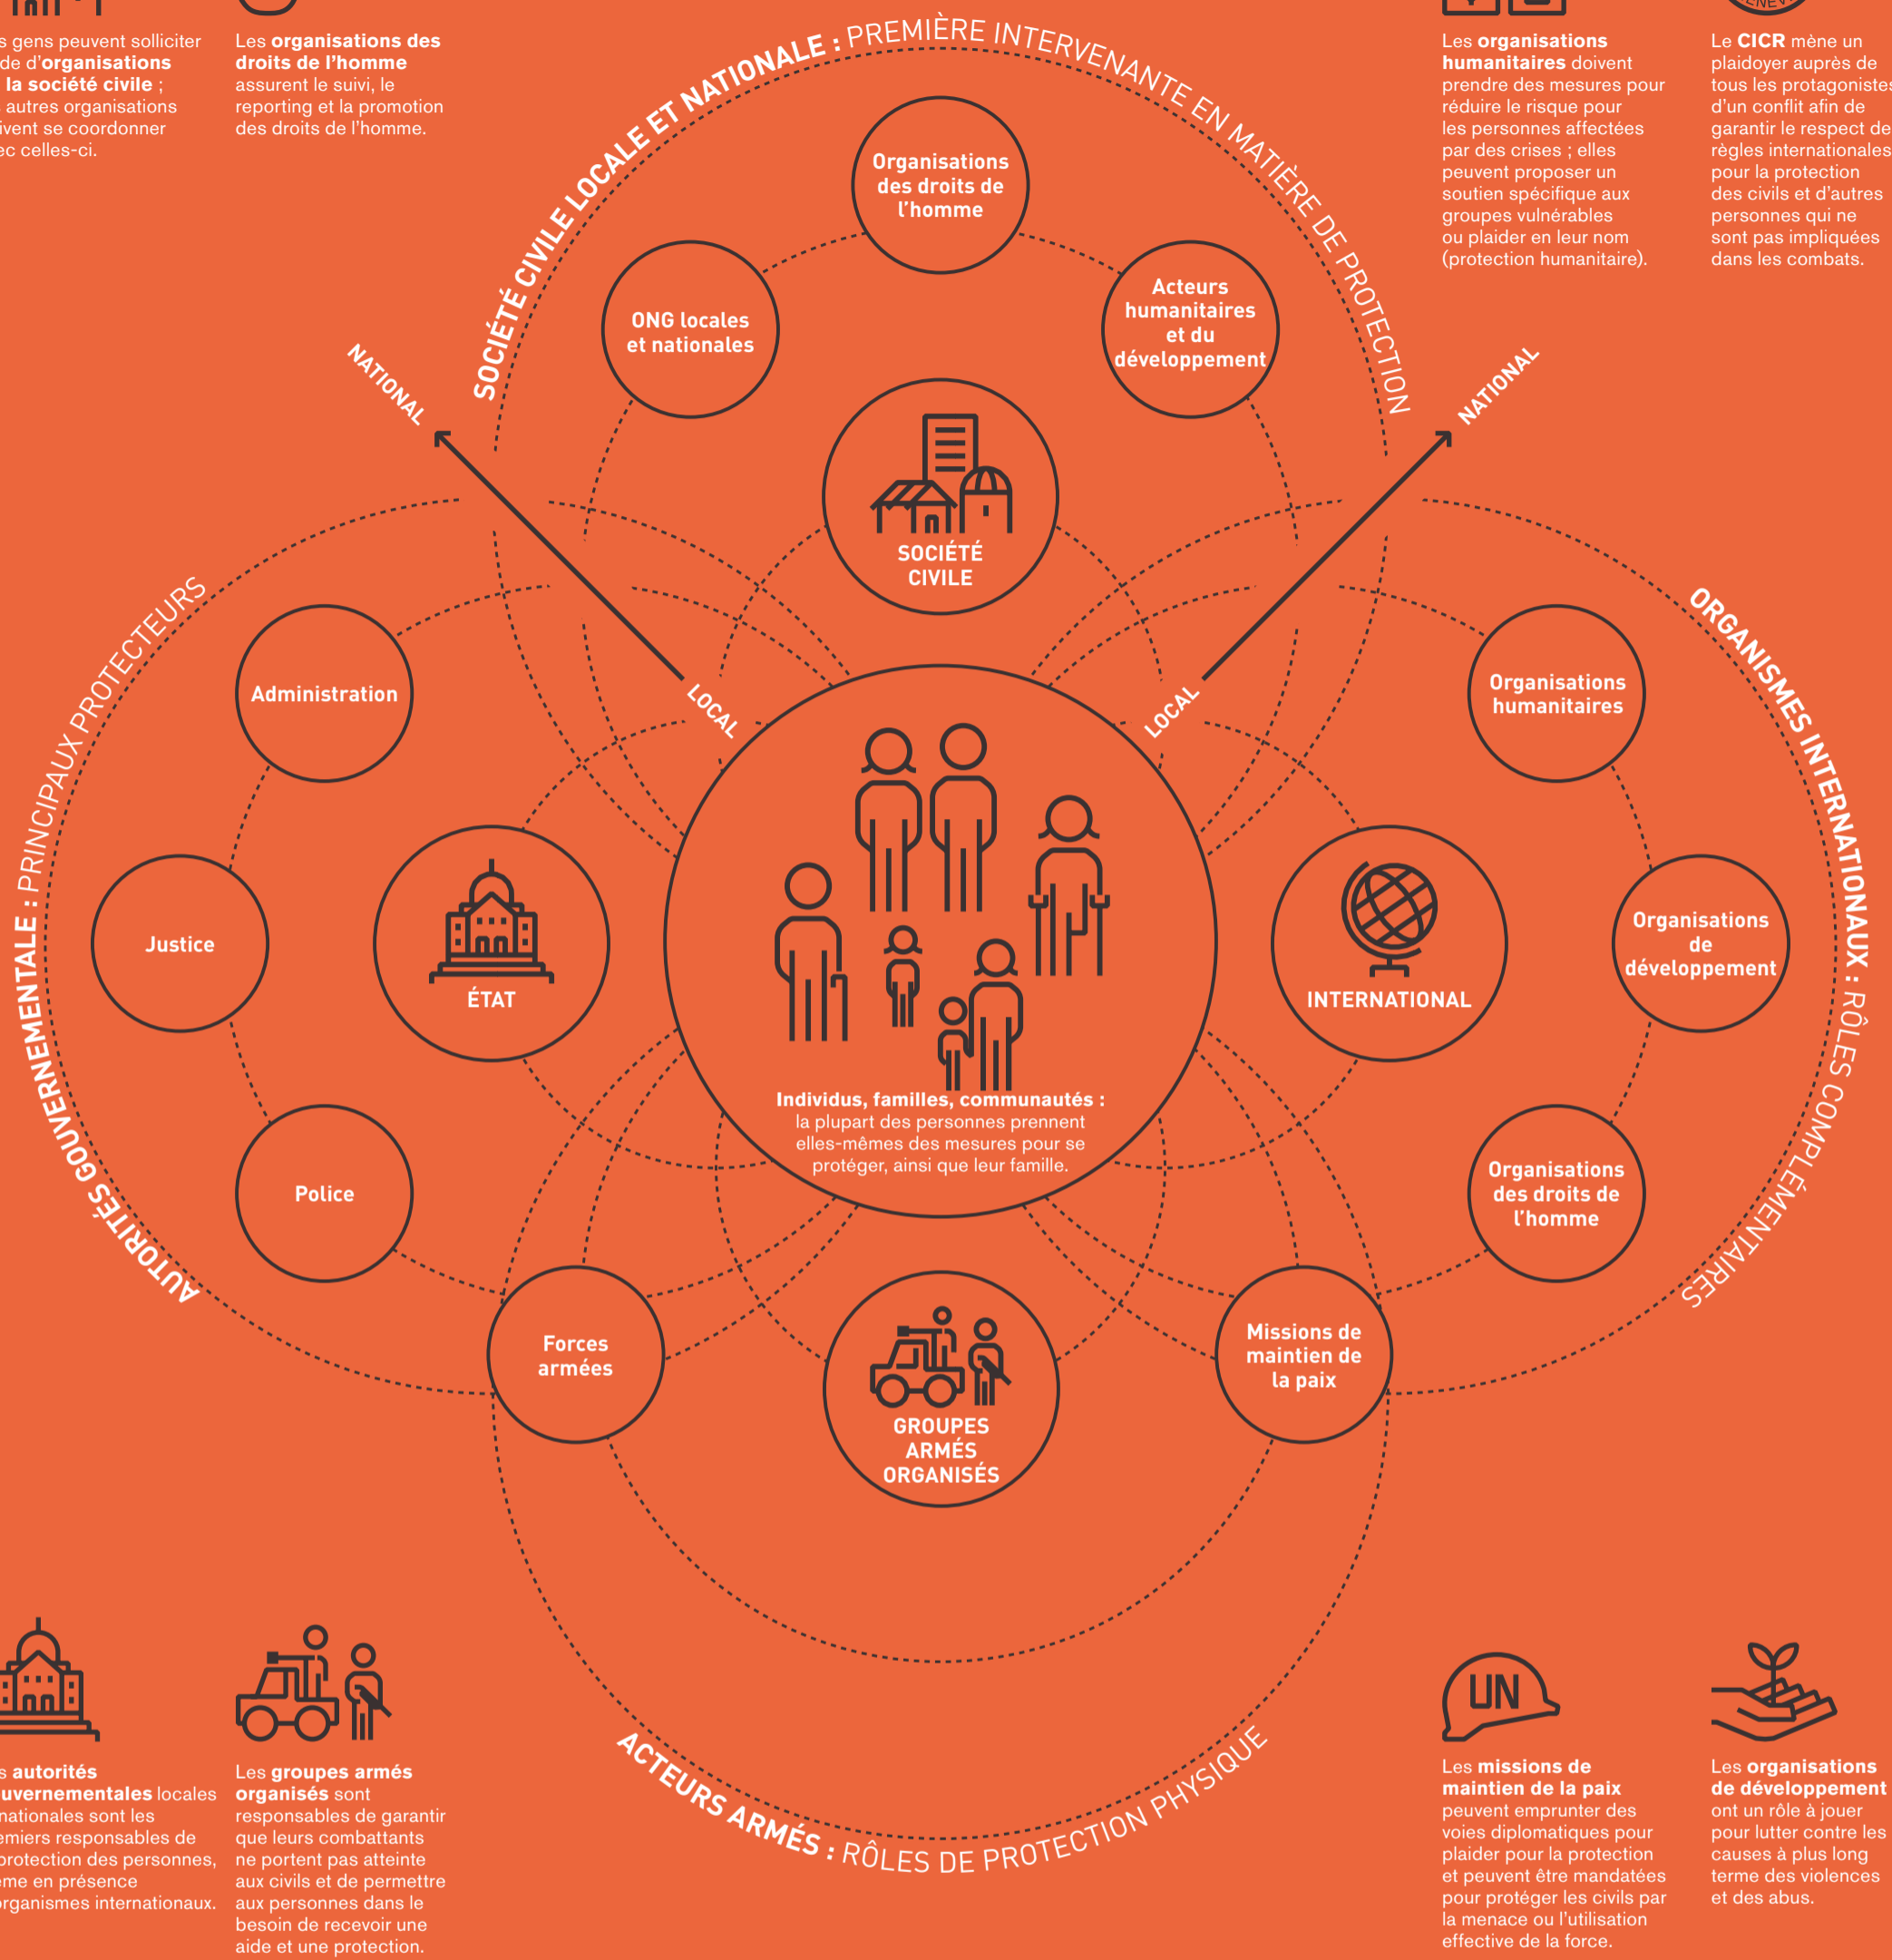 s gens peuvent solliciter
de d'organisations
la société civile ;
autres organisations
ivent se coordonner
ec celles-ci.
Les organisations des
droits de l'homme
assurent le suivi, le
reporting et la promotion
des droits de l'homme.
Les organisations
humanitaires doivent
prendre des mesures pour
réduire le risque pour
les personnes affectées
par des crises ; elles
peuvent proposer un
soutien spécifique aux
groupes vulnérables
ou plaider en leur nom
(protection humanitaire).
Le CICR mène un
plaidoyer auprès de
tous les protagonistes
d'un conflit afin de
garantir le respect de
règles internationales
pour la protection
des civils et d'autres
personnes qui ne
sont pas impliquées
dans les combats.
SOCIÉTÉ CIVILE LOCALE ET NATIONALE : PREMIÈRE INTERVENANTE EN MATIÈRE DE PROTECTION
Organisations
des droits de
l'homme
ONG locales
et nationales
Acteurs
humanitaires
et du
développement
NATIONAL
NATIONAL
SOCIÉTÉ
CIVILE
LOCAL
LOCAL
AUTORITÉS GOUVERNEMENTALE : PRINCIPAUX PROTECTEURS
Administration
Justice
ÉTAT
Police
Individus, familles, communautés :
la plupart des personnes prennent
elles-mêmes des mesures pour se
protéger, ainsi que leur famille.
ORGANISMES INTERNATIONAUX : RÔLES COMPLÉMENTAIRES
Organisations
humanitaires
INTERNATIONAL
Organisations
de
développement
Organisations
des droits de
l'homme
Forces
armées
GROUPES
ARMÉS
ORGANISÉS
Missions de
maintien de
la paix
ACTEURS ARMÉS : RÔLES DE PROTECTION PHYSIQUE
s autorités
uvernementales locales
nationales sont les
emiers responsables de
protection des personnes,
me en présence
organismes internationaux.
Les groupes armés
organisés sont
responsables de garantir
que leurs combattants
ne portent pas atteinte
aux civils et de permettre
aux personnes dans le
besoin de recevoir une
aide et une protection.
UN
Les missions de
maintien de la paix
peuvent emprunter des
voies diplomatiques pour
plaider pour la protection
et peuvent être mandatées
pour protéger les civils par
la menace ou l'utilisation
effective de la force.
Les organisations
de développement
ont un rôle à jouer
pour lutter contre les
causes à plus long
terme des violences
et des abus.